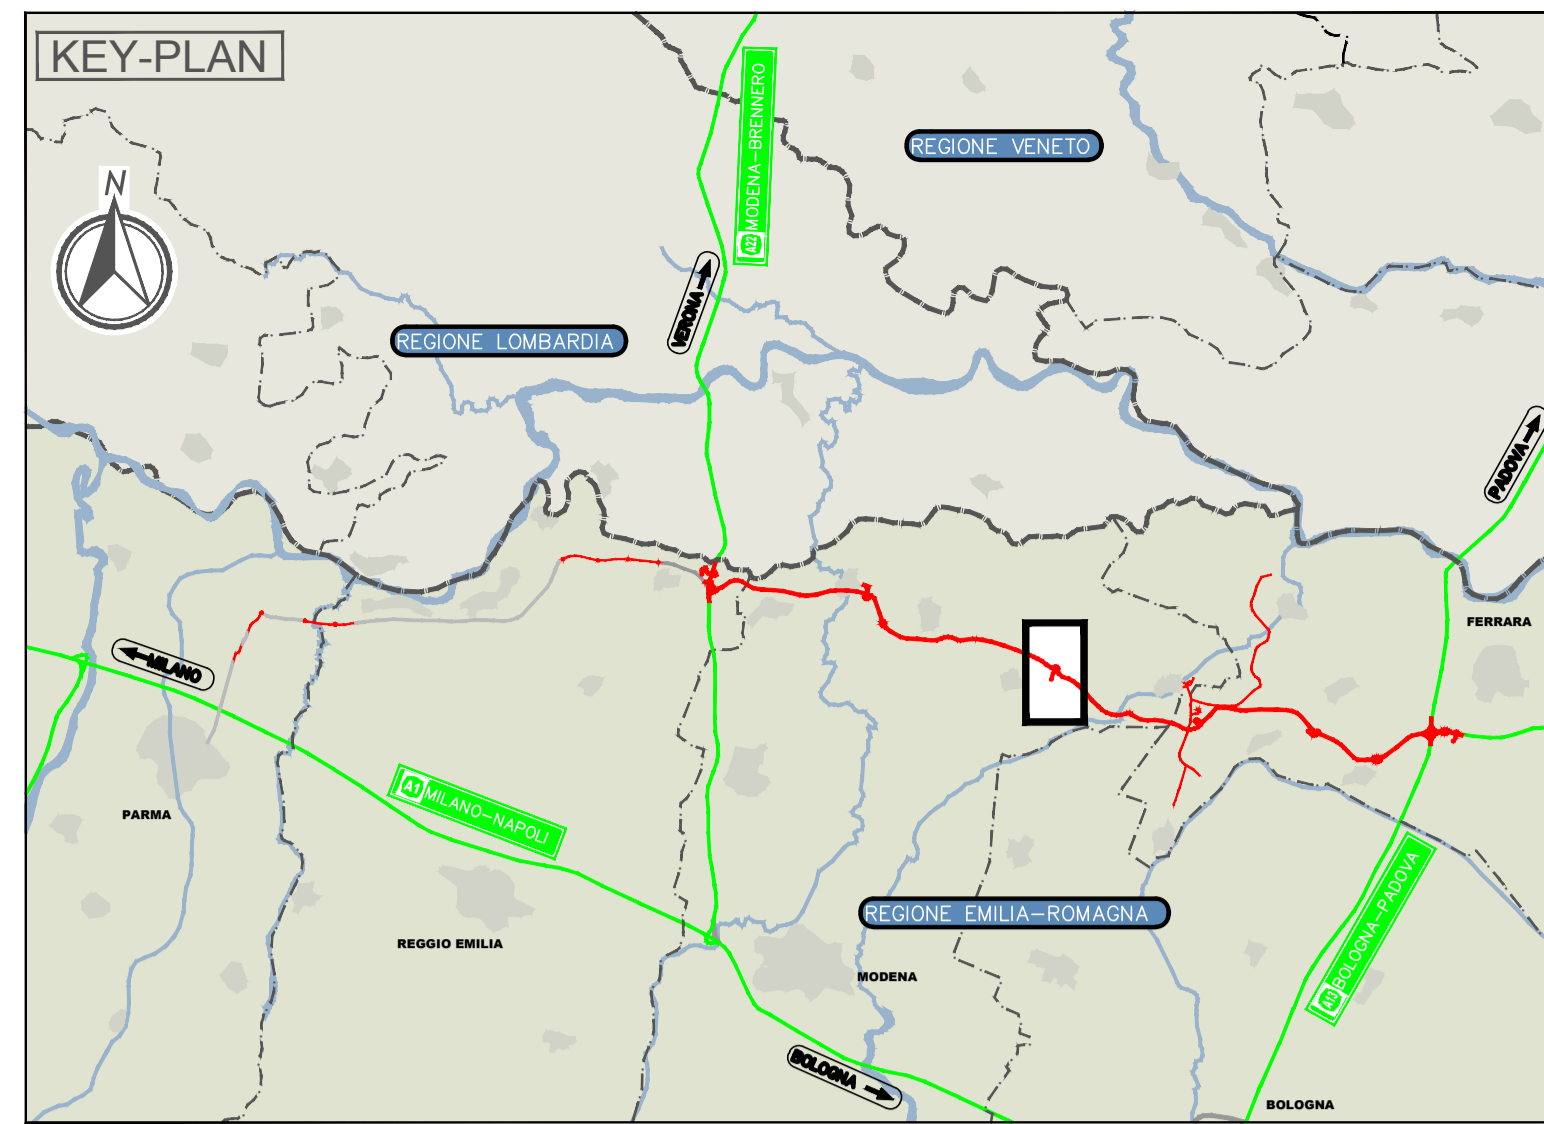 KEY-PLAN
N
A22 MODENA-BRENNERO
REGIONE VENETO
VERONA
REGIONE LOMBARDIA
PADOVA
FERRARA
MILANO
A1 MILANO-NAPOLI
PARMA
REGGIO EMILIA
REGIONE EMILIA-ROMAGNA
A13 BOLOGNA-PADOVA
MODENA
BOLOGNA
BOLOGNA